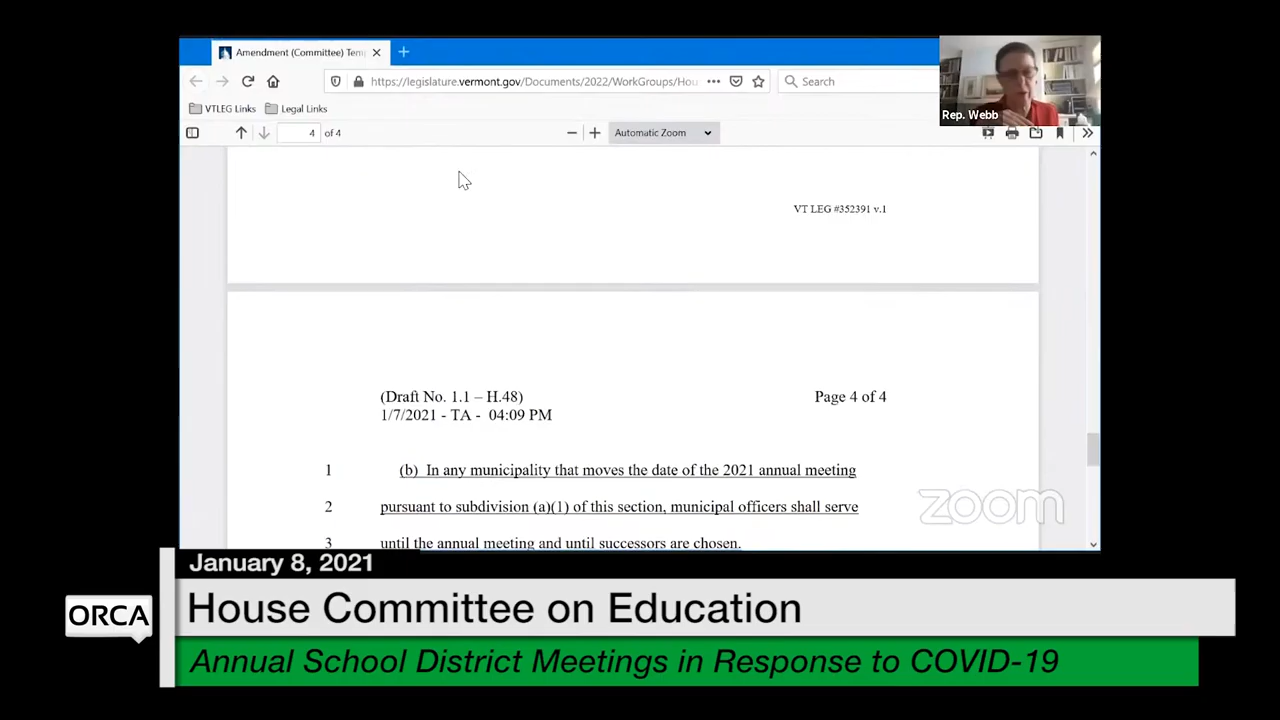 Amendment (Committee) Tem
https://legislature.vermont.gov/Documents/2022/WorkGroups/Hou
Search
VTLEG Links
Legal Links
4 of 4
Automatic Zoom
Rep. Webb
VT LEG #352391 v.1
(Draft No. 1.1 – H.48) Page 4 of 4
1/7/2021 - TA - 04:09 PM
1 (b) In any municipality that moves the date of the 2021 annual meeting
2 pursuant to subdivision (a)(1) of this section, municipal officers shall serve
3 until the annual meeting and until successors are chosen.
zoom
January 8, 2021
ORCA
House Committee on Education
Annual School District Meetings in Response to COVID-19